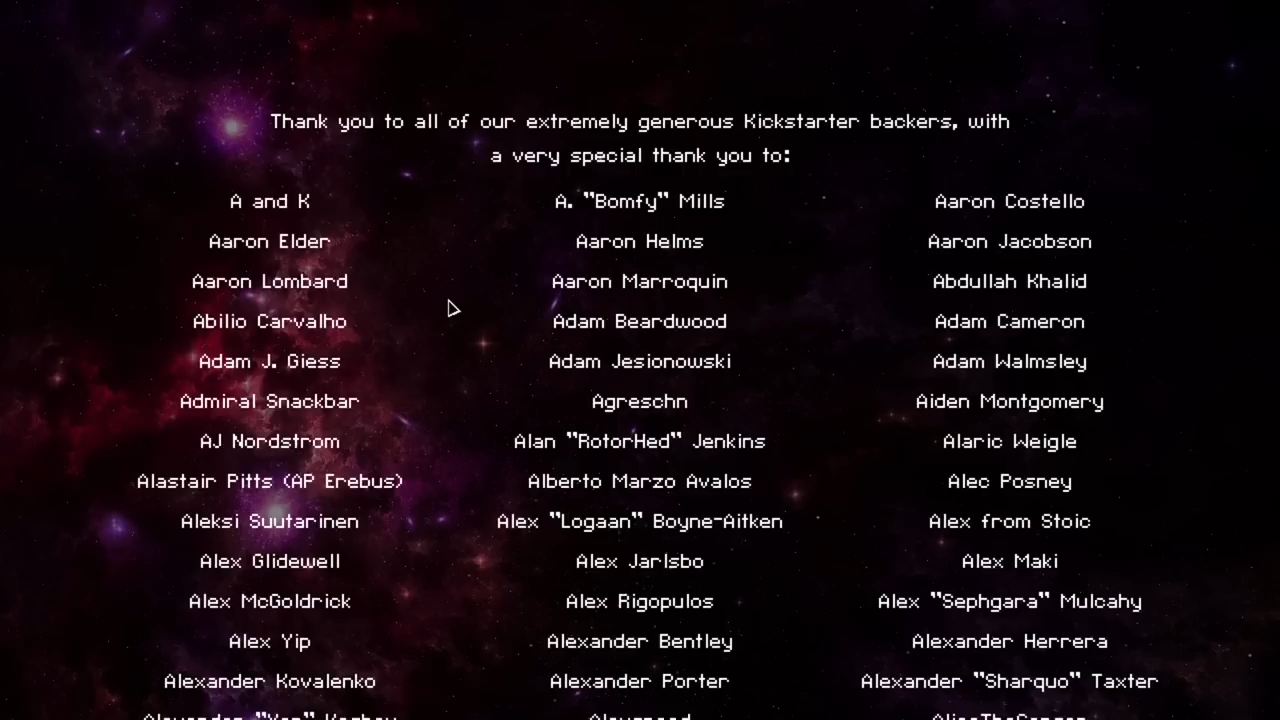 Thank you to all of our extremely generous Kickstarter backers, with
a very special thank you to:
A and K A. "Bomfy" Mills Aaron Costello
Aaron Elder Aaron Helms Aaron Jacobson
Aaron Lombard Aaron Marroquin Abdullah Khalid
Abilio Carvalho Adam Beardwood Adam Cameron
Adam J. Giess Adam Jesionowski Adam Walmsley
Admiral Snackbar Agreschn Aiden Montgomery
AJ Nordstrom Alan "RotorHed" Jenkins Alaric Weigle
Alastair Pitts (AP Erebus) Alberto Marzo Avalos Alec Posney
Aleksi Suutarinen Alex "Logaan" Boyne-Aitken Alex from Stoic
Alex Glidewell Alex Jarlsbo Alex Maki
Alex McGoldrick Alex Rigopulos Alex "Sephgara" Mulcahy
Alex Yip Alexander Bentley Alexander Herrera
Alexander Kovalenko Alexander Porter Alexander "Sharquo" Taxter
Alexander